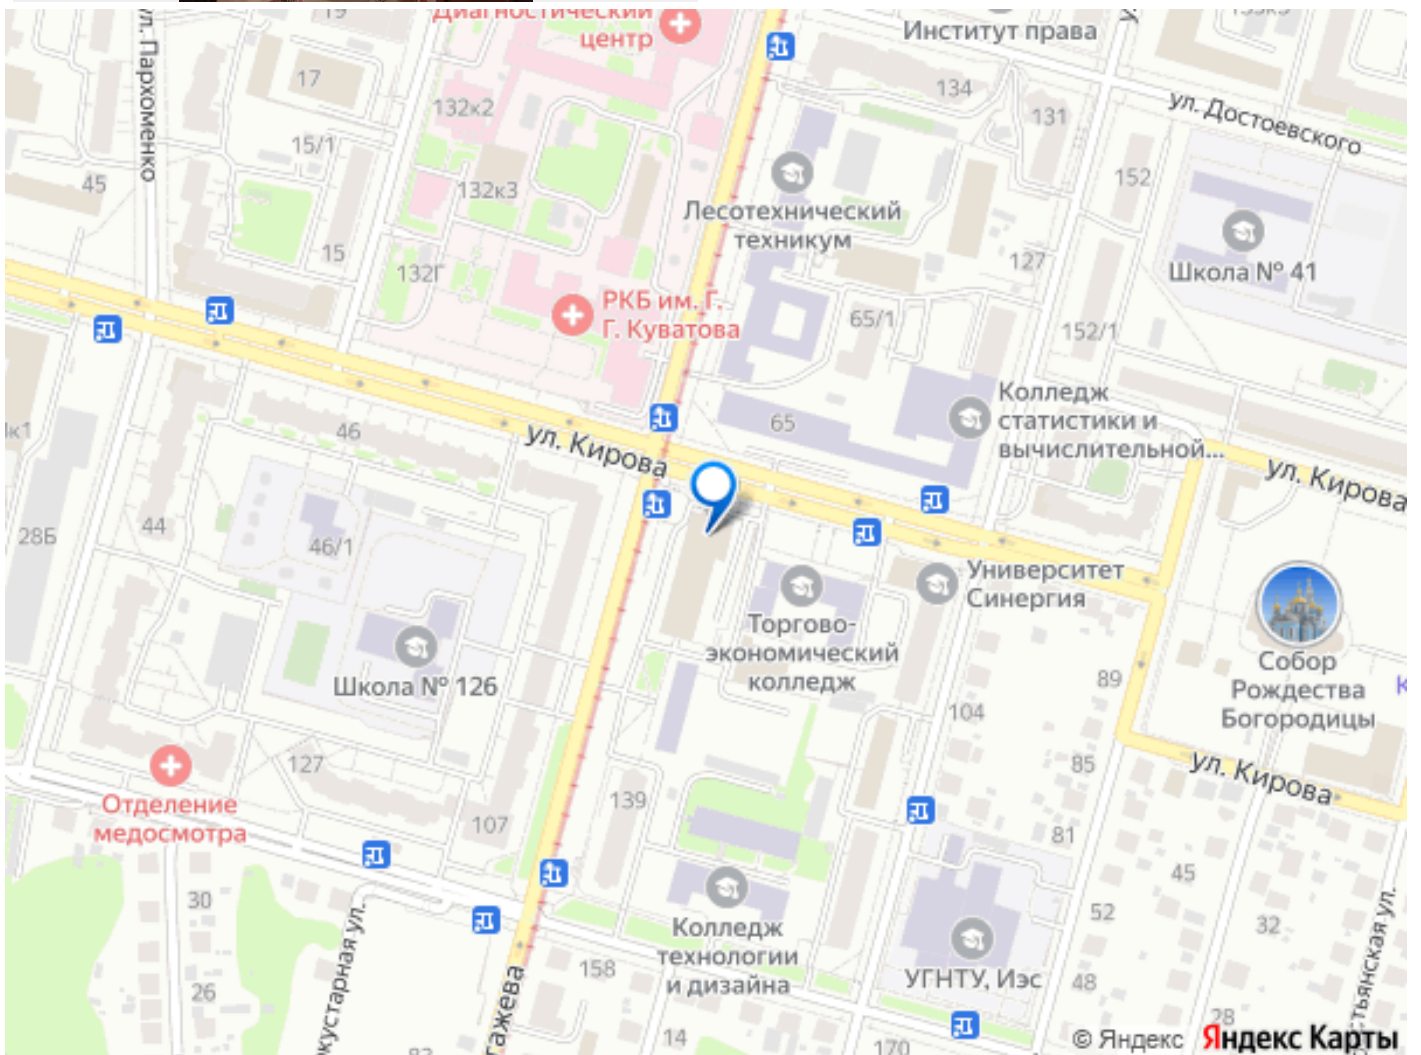 Диагностический
центр
Институт права
ул. Пархоменко
19
17
132к2
134
131
ул. Достоевского
15/1
45
132к3
152
Лесотехнический
техникум
Школа № 41
15
132Г
127
РКБ им. Г.
Г. Куватова
65/1
152/1
Колледж
статистики и
вычислительной...
65
46
ул. Кирова
ул. Кирова
44
28Б
46/1
Университет
Синергия
Торгово-
экономический
колледж
Школа № 126
Собор
Рождества
Богородицы
89
104
127
85
ул. Кирова
Отделение
медосмотра
139
107
81
45
30
52
32
Колледж
технологии
и дизайна
УГНТУ, Иэс
158
48
26
28
14
170
© Яндекс Яндекс Карты